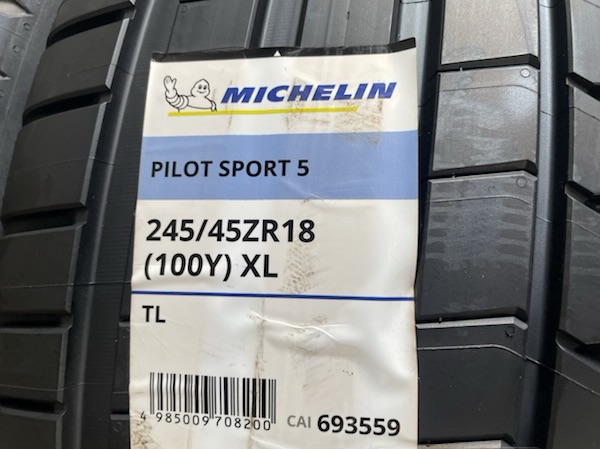 MICHELIN
PILOT SPORT 5
245/45ZR18
(100Y) XL
TL
4 985009 708200
CAI 693559